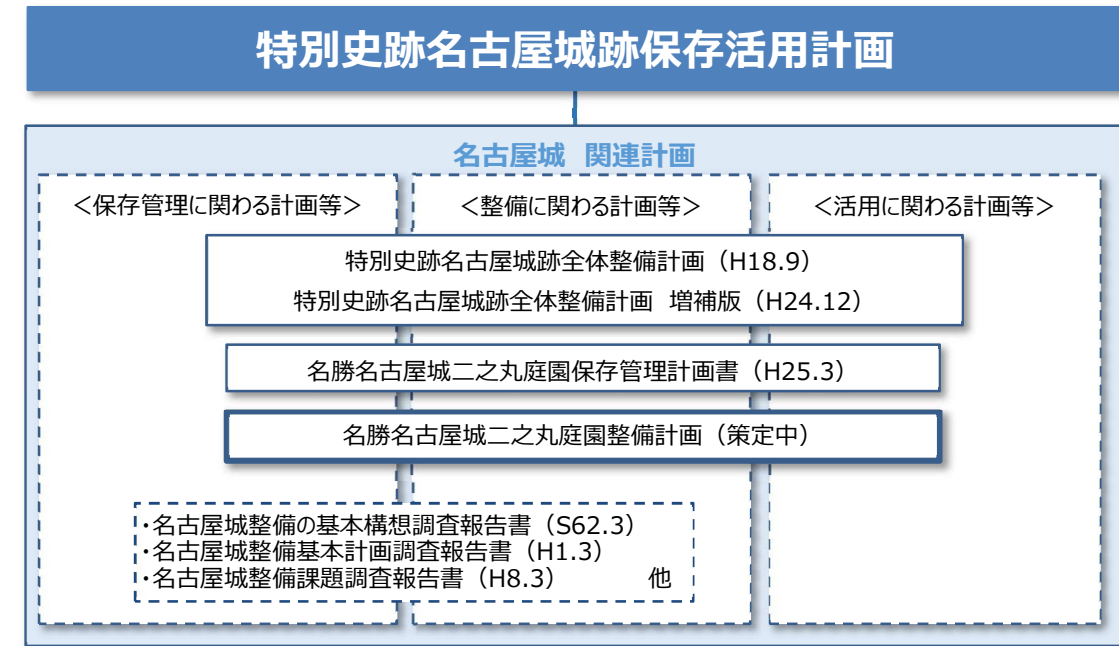 特別史跡名古屋城跡保存活用計画
名古屋城 関連計画
＜保存管理に関わる計画等＞
＜整備に関わる計画等＞
＜活用に関わる計画等＞
特別史跡名古屋城跡全体整備計画（H18.9）
特別史跡名古屋城跡全体整備計画 増補版（H24.12）
名勝名古屋城二之丸庭園保存管理計画書（H25.3）
名勝名古屋城二之丸庭園整備計画（策定中）
・名古屋城整備の基本構想調査報告書（S62.3）
・名古屋城整備基本計画調査報告書（H1.3）
・名古屋城整備課題調査報告書（H8.3） 他